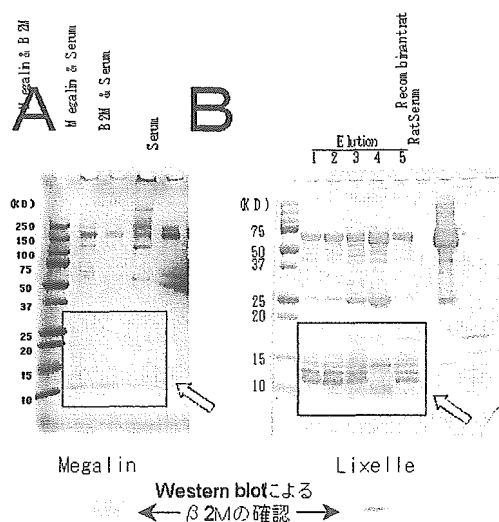 A
Megalin & B2M
Megalin & Serum
B2M & Serum
Serum
(KD)
250
150
100
75
50
37
25
20
15
10
Megalin
B
Elution
1 2 3 4 5
RatSerum
Recombinantrat
(KD)
75
50
37
25
20
15
10
Lixelle
Western blotによる
β2Mの確認